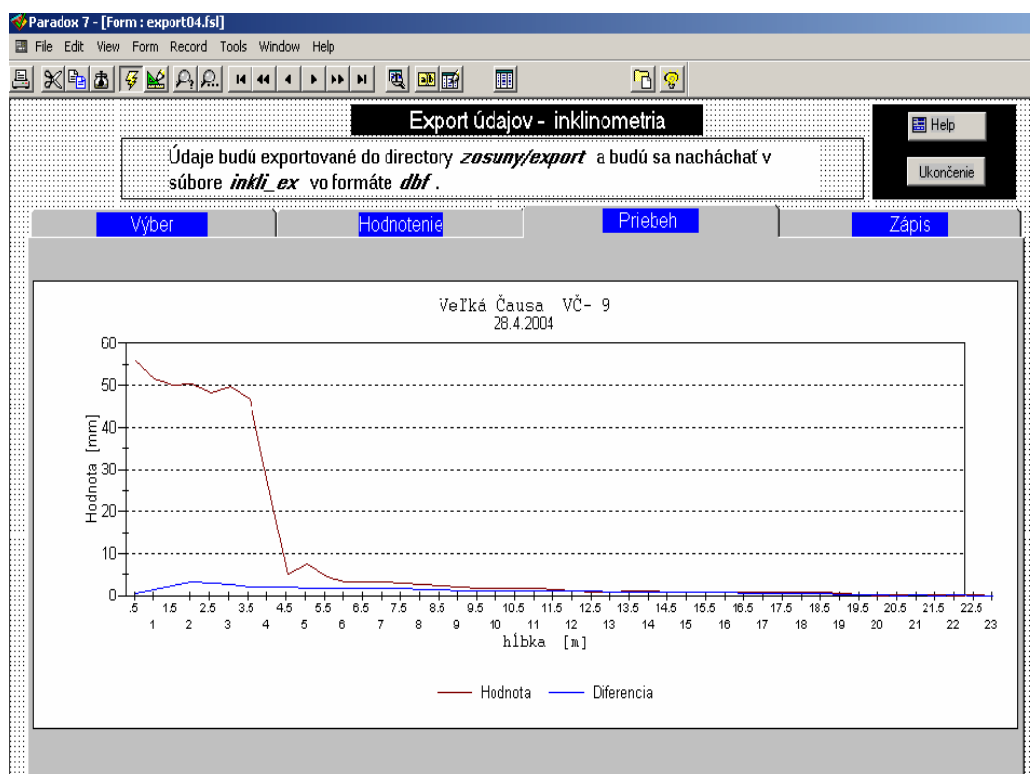 Paradox 7 - [Form : export04.fsl]
File Edit View Form Record Tools Window Help
Export údajov - inklinometria
Help
Údaje budú exportované do directory zosuny/export a budú sa nacháchať v
súbore inkli_ex vo formáte dbf .
Ukončenie
Výber Hodnotenie Priebeh Zápis
Veľká Čausa VČ- 9
28.4.2004
60
50
40
30
20
10
0
Hodnota [mm]
.5 1.5 2.5 3.5 4.5 5.5 6.5 7.5 8.5 9.5 10.5 11.5 12.5 13.5 14.5 15.5 16.5 17.5 18.5 19.5 20.5 21.5 22.5
1 2 3 4 5 6 7 8 9 10 11 12 13 14 15 16 17 18 19 20 21 22 23
hĺbka [m]
Hodnota Diferencia